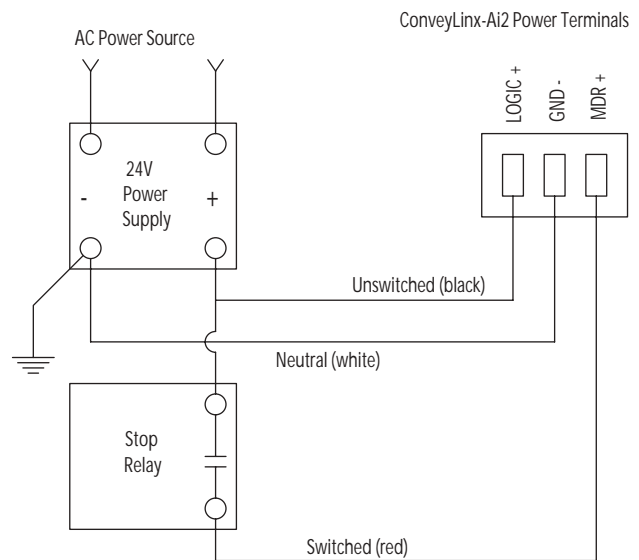 ConveyLinx-Ai2 Power Terminals
AC Power Source
LOGIC +
GND -
MDR +
24V
Power
Supply
-
+
Unswitched (black)
Neutral (white)
Stop
Relay
Switched (red)